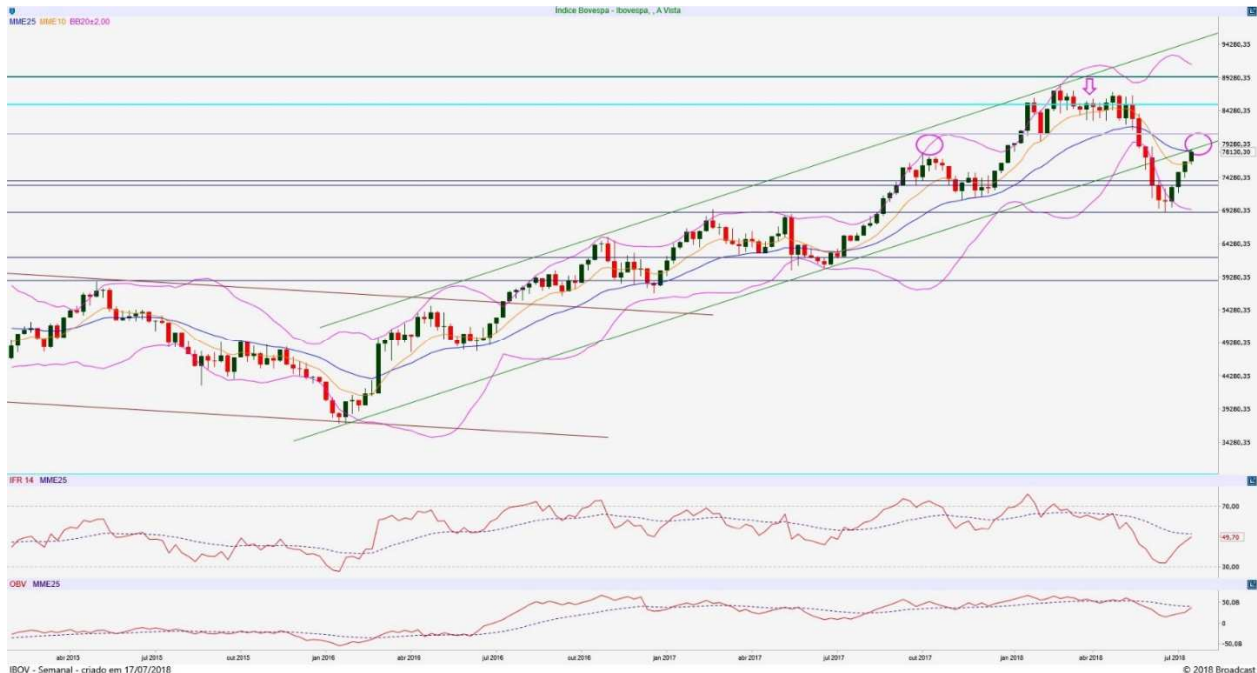 Índice Bovespa - Ibovespa, , A Vista
MME25 MME10 BB20±2,00
94280,35
89280,35
84280,35
79280,35
78130,30
74280,35
69280,35
64280,35
59280,35
54280,35
49280,35
44280,35
39280,35
34280,35
IFR 14 MME25
70,00
49,70
30,00
OBV MME25
50,0B
0
-50,0B
abr 2015 jul 2015 out 2015 jan 2016 abr 2016 jul 2016 out 2016 jan 2017 abr 2017 jul 2017 out 2017 jan 2018 abr 2018 jul 2018
IBOV - Semanal - criado em 17/07/2018
© 2018 Broadcast